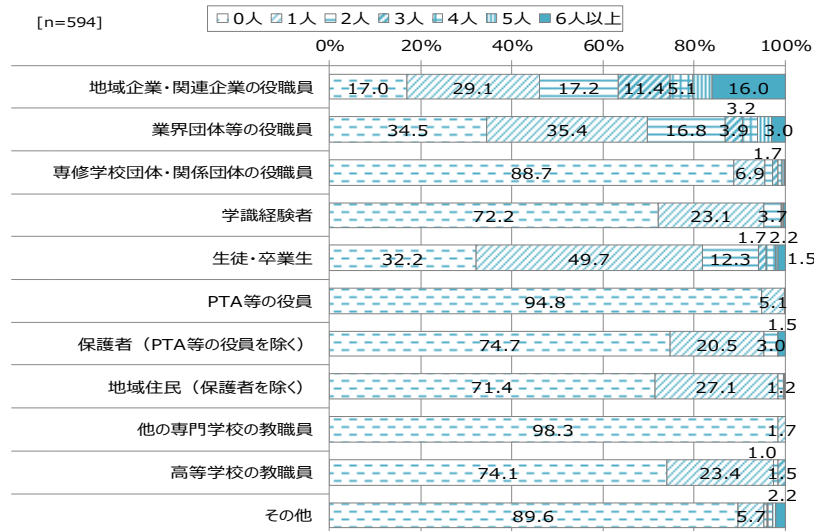 [n=594]
0人 1人 2人 3人 4人 5人 6人以上
0% 20% 40% 60% 80% 100%
地域企業・関連企業の役職員 17.0 29.1 17.2 11.4 5.1 16.0
3.2
業界団体等の役職員 34.5 35.4 16.8 3.9 3.0
1.7
専修学校団体・関係団体の役職員 88.7 6.9
学識経験者 72.2 23.1 3.7
1.7 2.2
生徒・卒業生 32.2 49.7 12.3 1.5
PTA等の役員 94.8 5.1
1.5
保護者（PTA等の役員を除く） 74.7 20.5 3.0
地域住民（保護者を除く） 71.4 27.1 1.2
他の専門学校の教職員 98.3 1.7
1.0
高等学校の教職員 74.1 23.4 1.5
2.2
その他 89.6 5.7